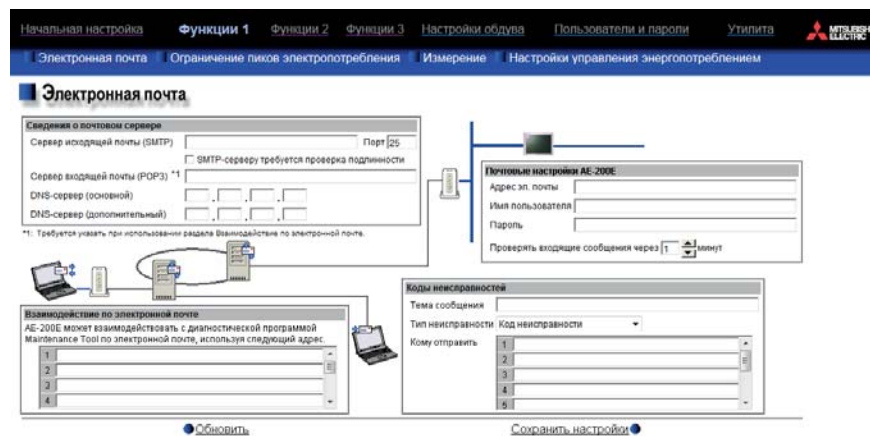 Начальная настройка Функции 1 Функции 2 Функции 3 Настройки обдува Пользователи и пароли Утилита MITSUBISHI ELECTRIC
Электронная почта Ограничение пиков электропотребления Измерение Настройки управления энергопотреблением
Электронная почта
Сведения о почтовом сервере
Сервер исходящей почты (SMTP) Порт 25
SMTP-серверу требуется проверка подлинности
Сервер входящей почты (POP3) *1
DNS-сервер (основной)
DNS-сервер (дополнительный)
*1: Требуется указать при использовании раздела Взаимодействие по электронной почте.
Почтовые настройки AE-200E
Адрес эл. почты
Имя пользователя
Пароль
Проверять входящие сообщения через 1 минут
Взаимодействие по электронной почте
AE-200E может взаимодействовать с диагностической программой
Maintenance Tool по электронной почте, используя следующий адрес.
1
2
3
4
Коды неисправностей
Тема сообщения
Тип неисправности Код неисправности
Кому отправить 1
2
3
4
5
Обновить Сохранить настройки